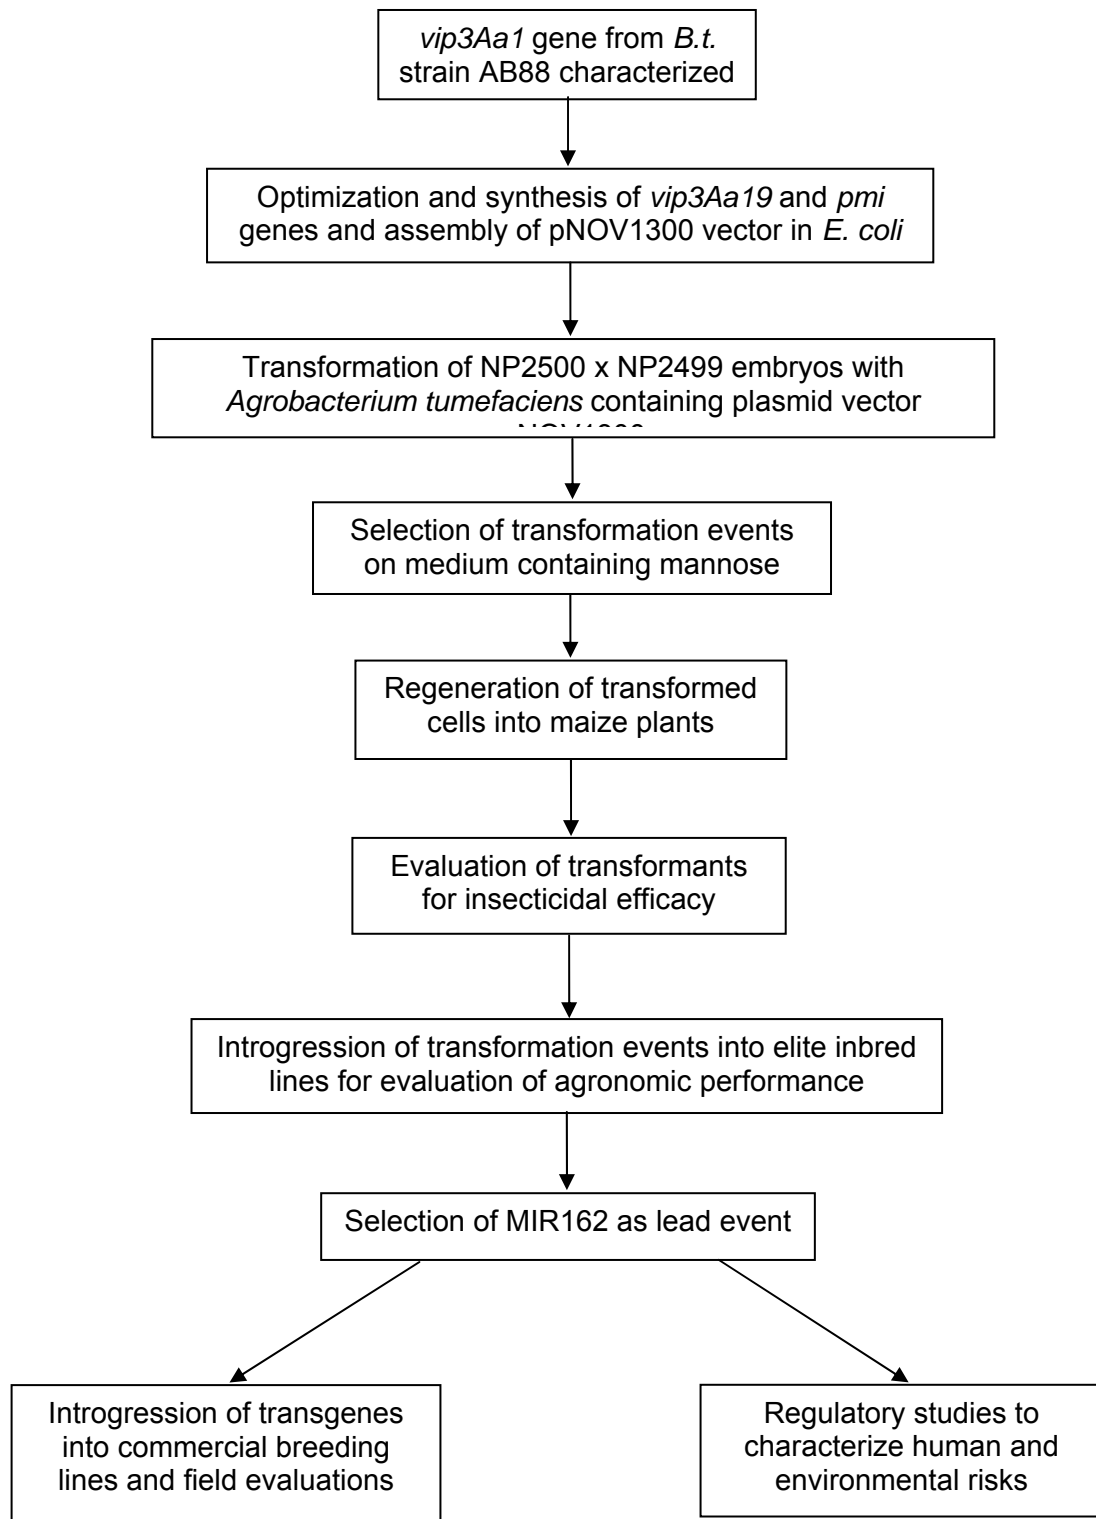 vip3Aa1 gene from B.t.
strain AB88 characterized
Optimization and synthesis of vip3Aa19 and pmi
genes and assembly of pNOV1300 vector in E. coli
Transformation of NP2500 x NP2499 embryos with
Agrobacterium tumefaciens containing plasmid vector
Selection of transformation events
on medium containing mannose
Regeneration of transformed
cells into maize plants
Evaluation of transformants
for insecticidal efficacy
Introgression of transformation events into elite inbred
lines for evaluation of agronomic performance
Selection of MIR162 as lead event
Introgression of transgenes
into commercial breeding
lines and field evaluations
Regulatory studies to
characterize human and
environmental risks